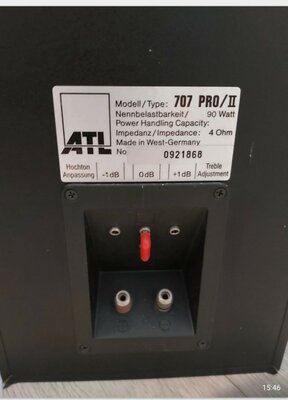 ATL
Modell/Type: 707 PRO/II
Nennbelastbarkeit/ 90 Watt
Power Handling Capacity:
Impedanz/Impedance: 4 Ohm
Made in West-Germany
No. 0921868
Hochton Anpassung -1dB 0dB +1dB Treble Adjustment
15:46